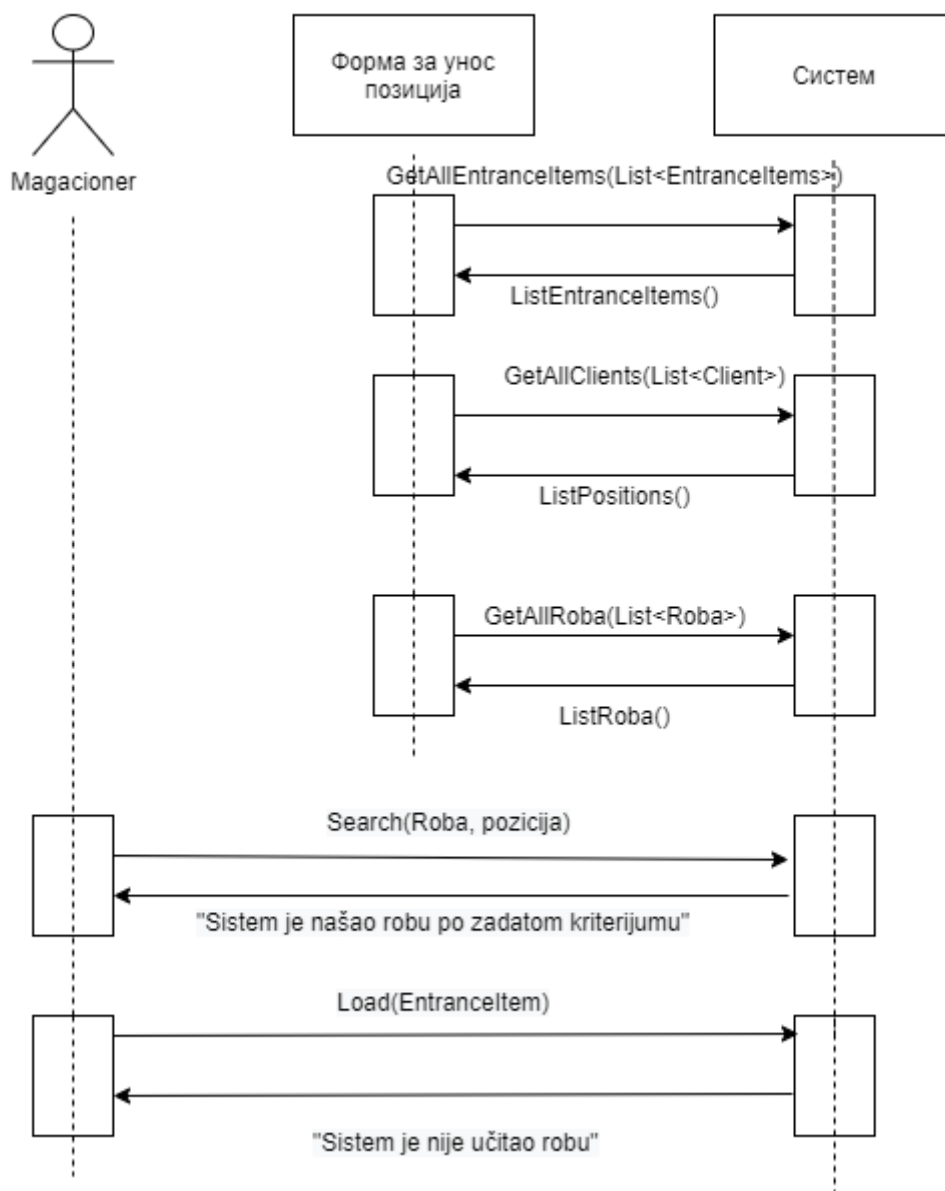 Форма за унос
позиција
Систем
Magacioner
GetAllEntranceItems(List<EntranceItems>)
ListEntranceItems()
GetAllClients(List<Client>)
ListPositions()
GetAllRoba(List<Roba>)
ListRoba()
Search(Roba, pozicija)
"Sistem je našao robu po zadatom kriterijumu"
Load(EntranceItem)
"Sistem je nije učitao robu"